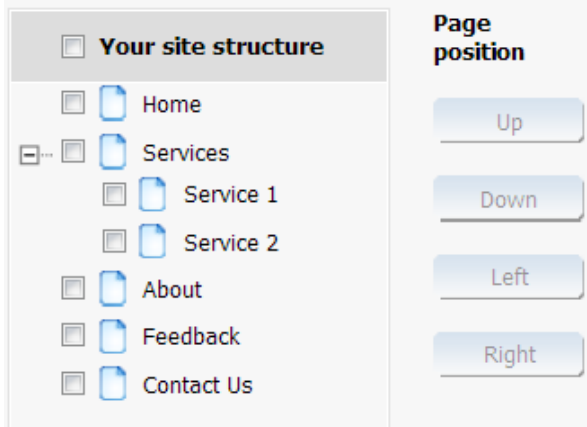 Your site structure
Home
Services
Service 1
Service 2
About
Feedback
Contact Us
Page
position
Up
Down
Left
Right